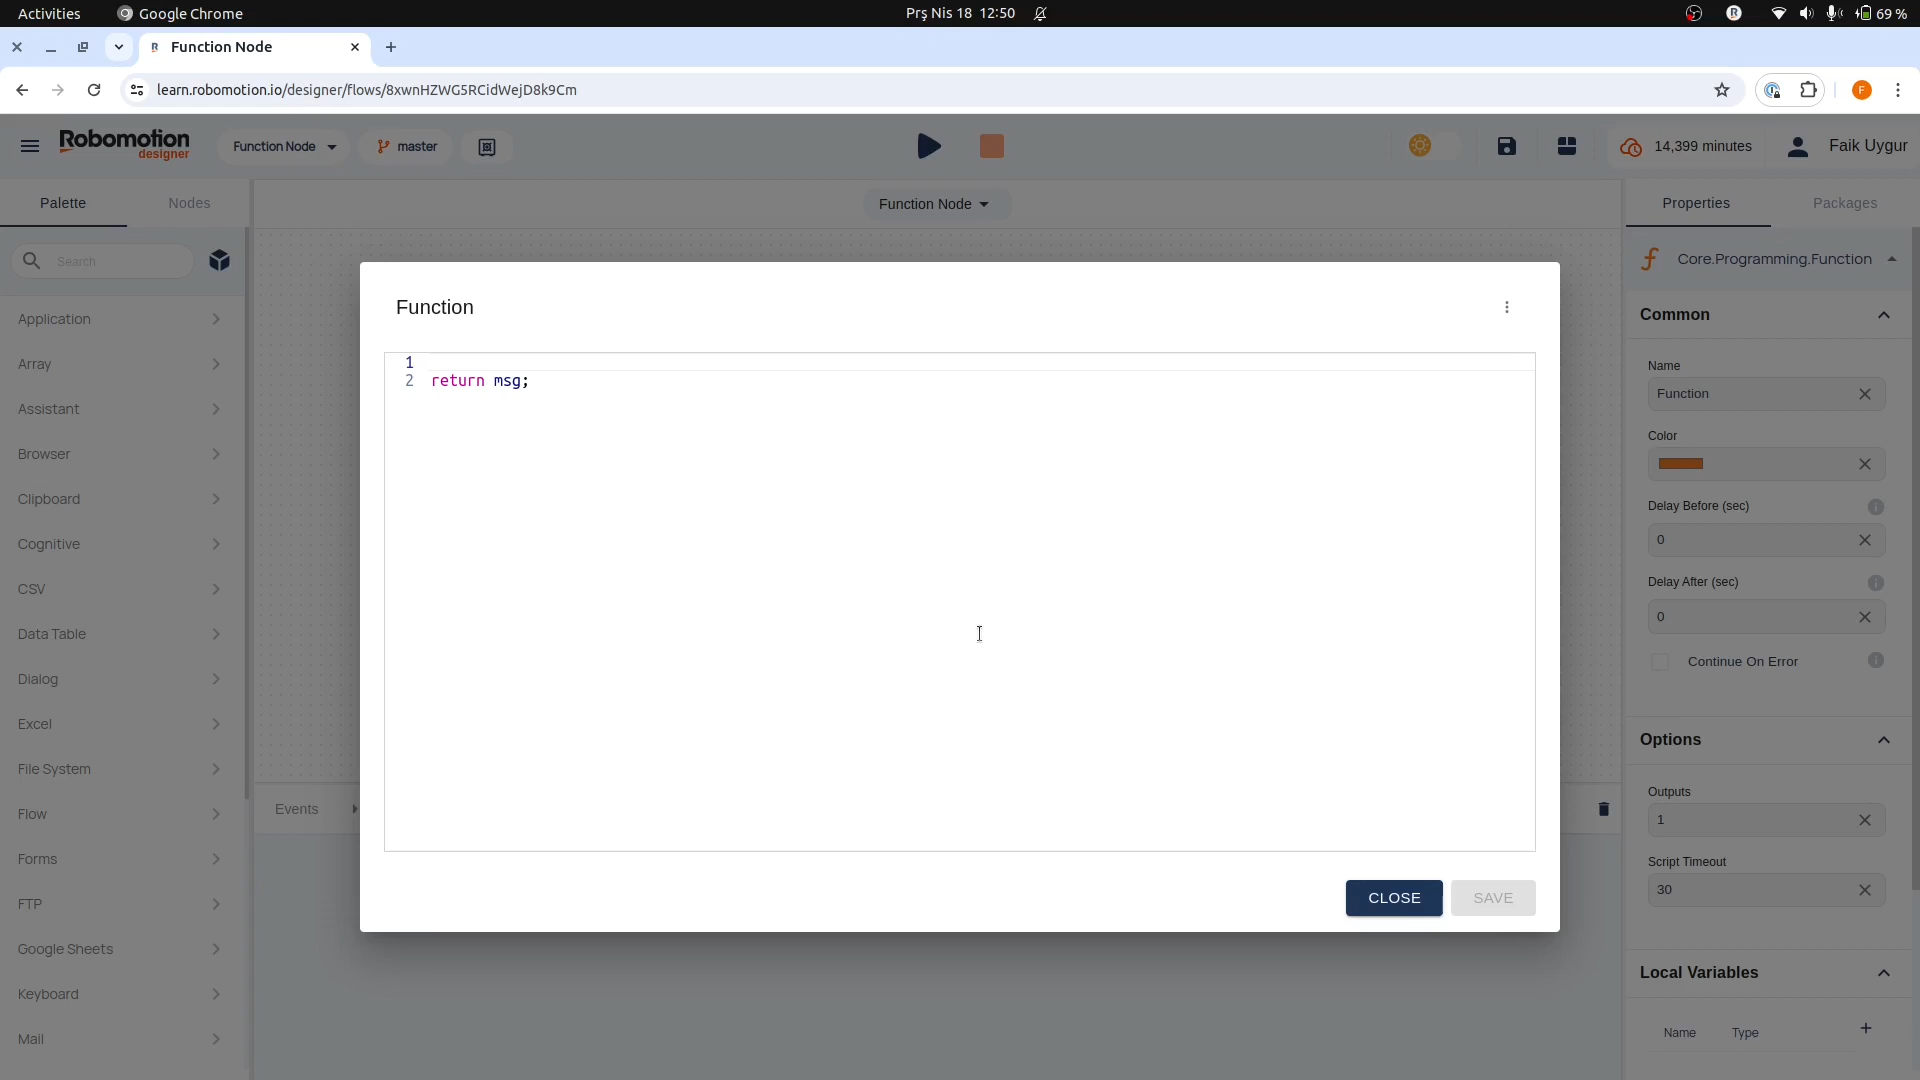 Activities
Google Chrome
Prş Nis 18 12:50
69 %
Function Node
learn.robomotion.io/designer/flows/8xwnHZWG5RCidWejD8k9Cm
F
Robomotion
designer
Function Node
master
14,399 minutes
Faik Uygur
Palette
Nodes
Function Node
Properties
Packages
Search
Core.Programming.Function
Application
Array
Assistant
Browser
Clipboard
Cognitive
CSV
Data Table
Dialog
Excel
File System
Flow
Forms
FTP
Google Sheets
Keyboard
Mail
Function
1
2 return msg;
CLOSE
SAVE
Events
Common
Name
Function
Color
Delay Before (sec)
0
Delay After (sec)
0
Continue On Error
Options
Outputs
1
Script Timeout
30
Local Variables
Name
Type